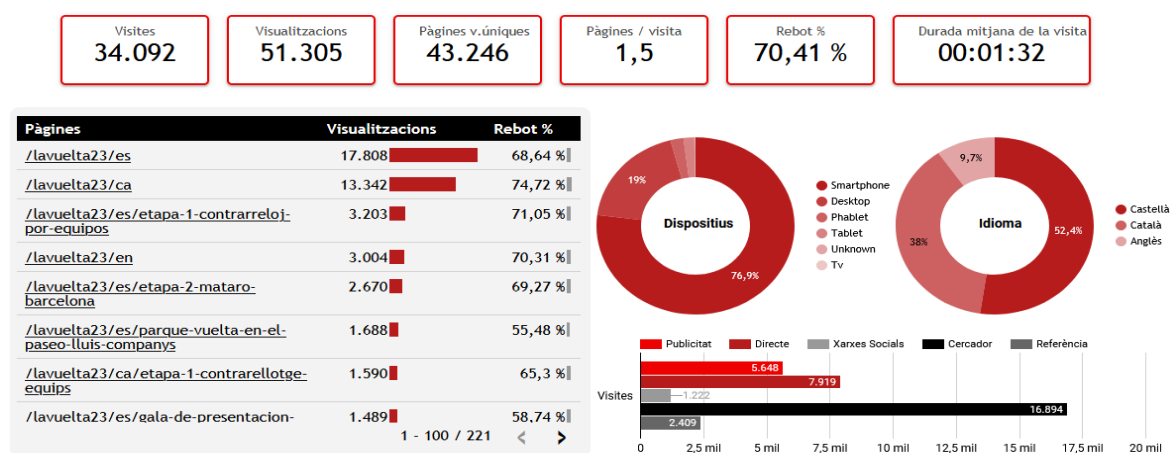 Visites
34.092
Visualitzacions
51.305
Pàgines v.úniques
43.246
Pàgines / visita
1,5
Rebot %
70,41 %
Durada mitjana de la visita
00:01:32
Pàgines Visualitzacions Rebot %
/lavuelta23/es 17.808 68,64 %
/lavuelta23/ca 13.342 74,72 %
/lavuelta23/es/etapa-1-contrarreloj-
por-equipos 3.203 71,05 %
/lavuelta23/en 3.004 70,31 %
/lavuelta23/es/etapa-2-mataro-
barcelona 2.670 69,27 %
/lavuelta23/es/parque-vuelta-en-el-
paseo-lluis-companys 1.688 55,48 %
/lavuelta23/ca/etapa-1-contrarellotge-
equips 1.590 65,3 %
/lavuelta23/es/gala-de-presentacion- 1.489 58,74 %
1 - 100 / 221 < >
Dispositius
19%
76,9%
Smartphone
Desktop
Phablet
Tablet
Unknown
Tv
Idioma
9,7%
38%
52,4%
Castellà
Català
Anglès
Publicitat Directe Xarxes Socials Cercador Referència
Visites
5.648
7.919
1.222
16.894
2.409
0 2,5 mil 5 mil 7,5 mil 10 mil 12,5 mil 15 mil 17,5 mil 20 mil